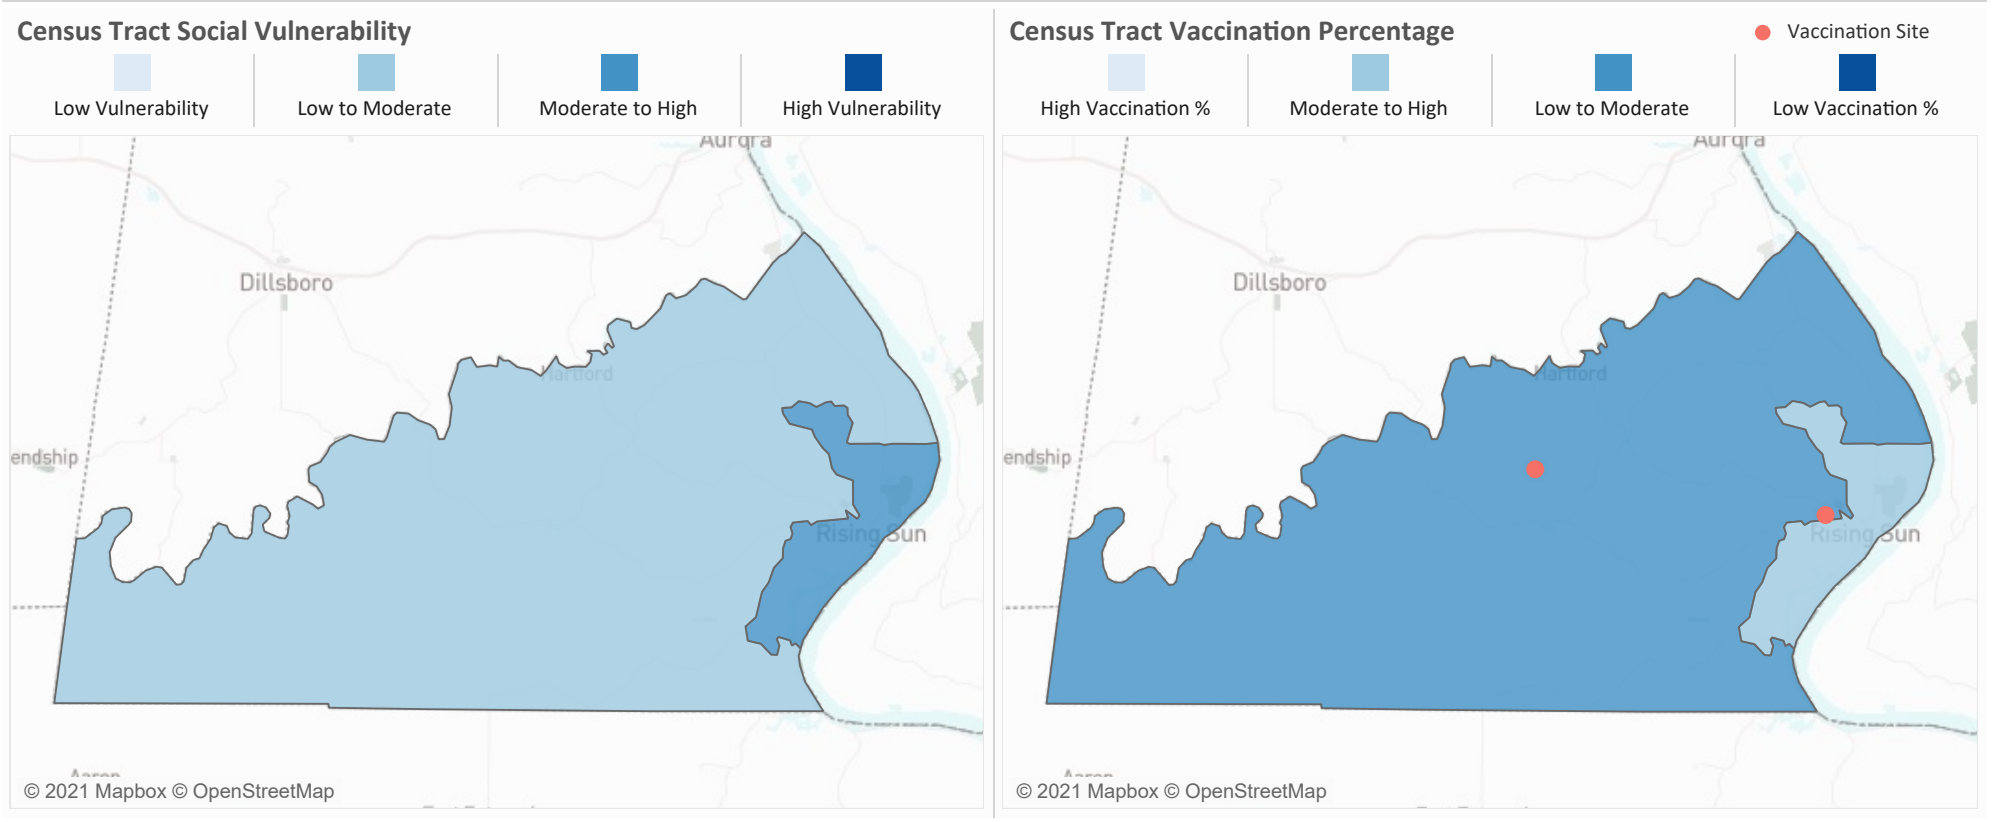 Census Tract Social Vulnerability
Low Vulnerability
Low to Moderate
Moderate to High
High Vulnerability
Aurora
Dillsboro
Hartford
endship
Rising Sun
© 2021 Mapbox © OpenStreetMap
Census Tract Vaccination Percentage
Vaccination Site
High Vaccination %
Moderate to High
Low to Moderate
Low Vaccination %
Aurora
Dillsboro
Hartford
endship
Rising Sun
© 2021 Mapbox © OpenStreetMap